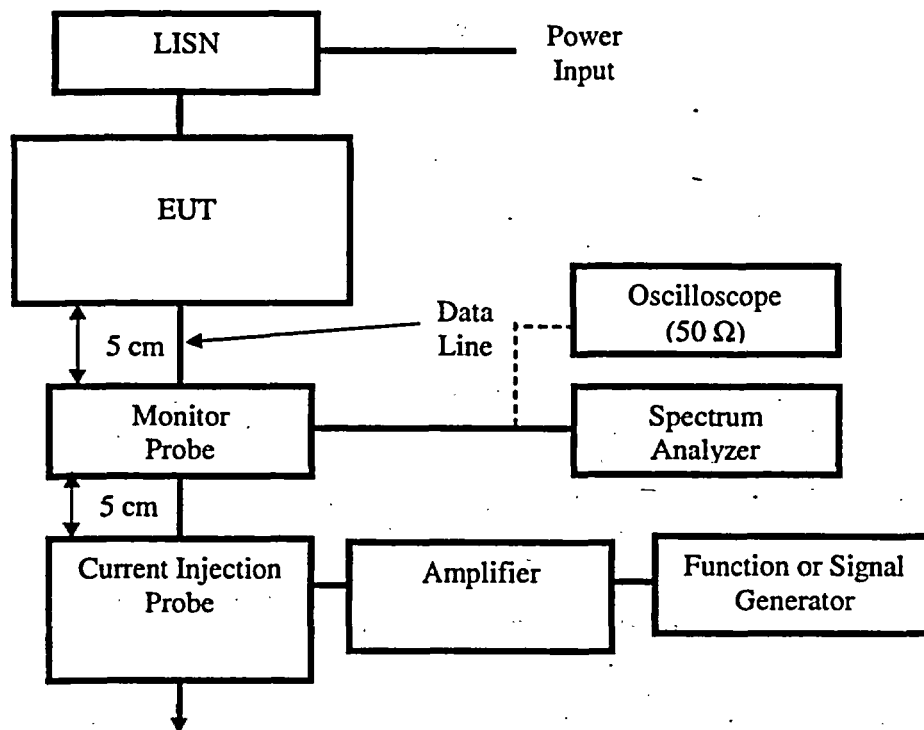 LISN
Power
Input
EUT
5 cm
Data
Line
Oscilloscope
(50 Ω)
Monitor
Probe
Spectrum
Analyzer
5 cm
Current Injection
Probe
Amplifier
Function or Signal
Generator